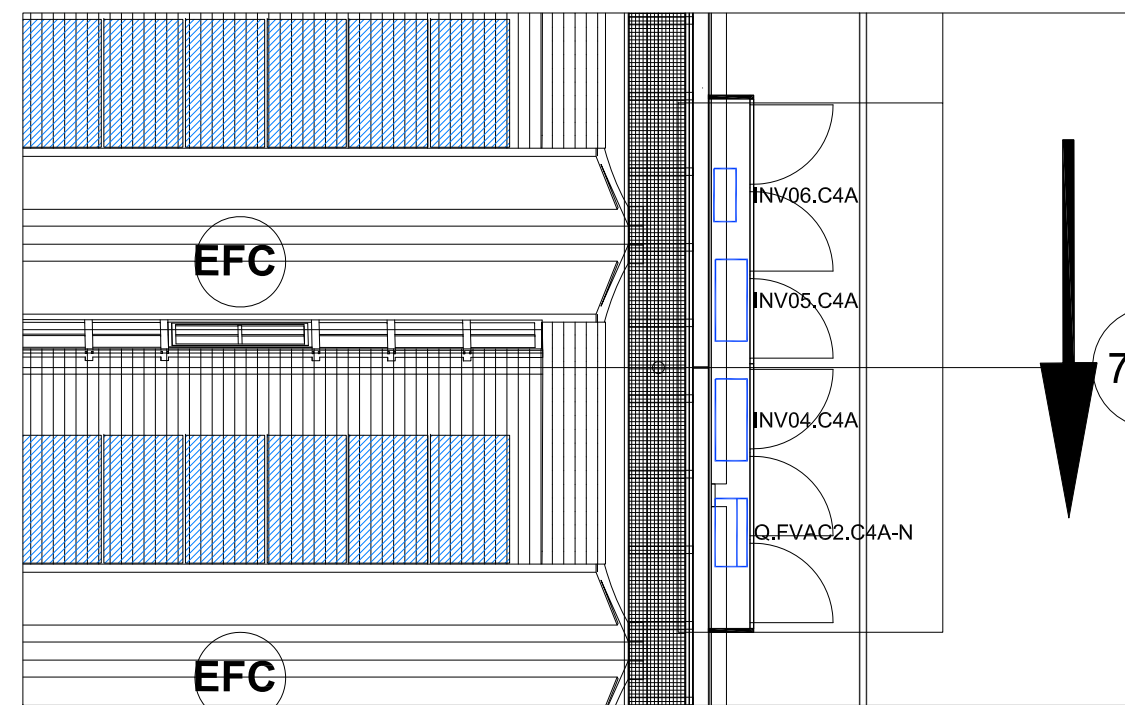 INV06.C4A
EFC
INV05.C4A
7
INV04.C4A
Q.FVAC2.C4A-N
EFC